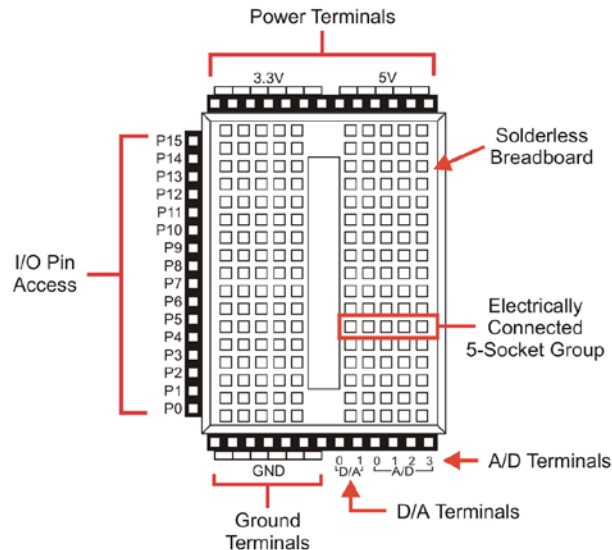 Power Terminals
3.3V 5V
Solderless
Breadboard
P15
P14
P13
P12
P11
P10
P9
P8
P7
P6
P5
P4
P3
P2
P1
P0
I/O Pin
Access
Electrically
Connected
5-Socket Group
GND
0 1 0 1 2 3
D/A A/D
A/D Terminals
D/A Terminals
Ground
Terminals